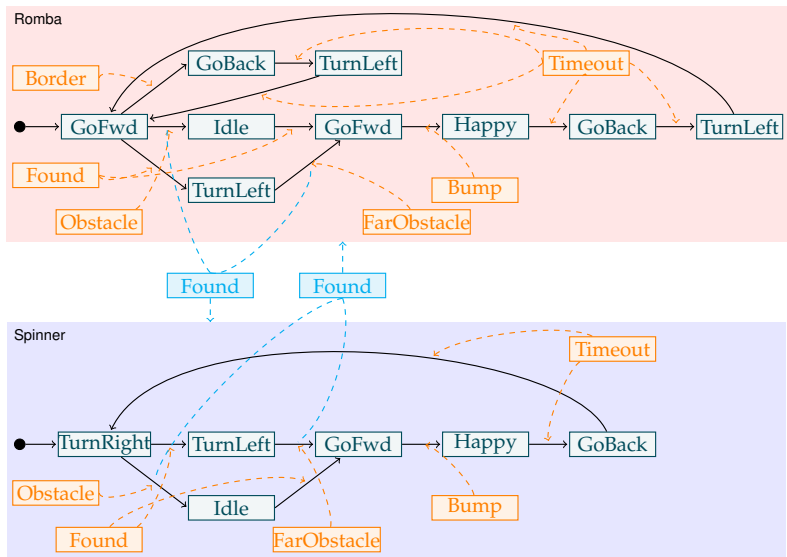 Romba
GoBack
TurnLeft
Timeout
Border
GoFwd
Idle
GoFwd
Happy
GoBack
TurnLeft
Found
TurnLeft
Bump
Obstacle
FarObstacle
Found
Found
Spinner
Timeout
TurnRight
TurnLeft
GoFwd
Happy
GoBack
Obstacle
Idle
Bump
Found
FarObstacle